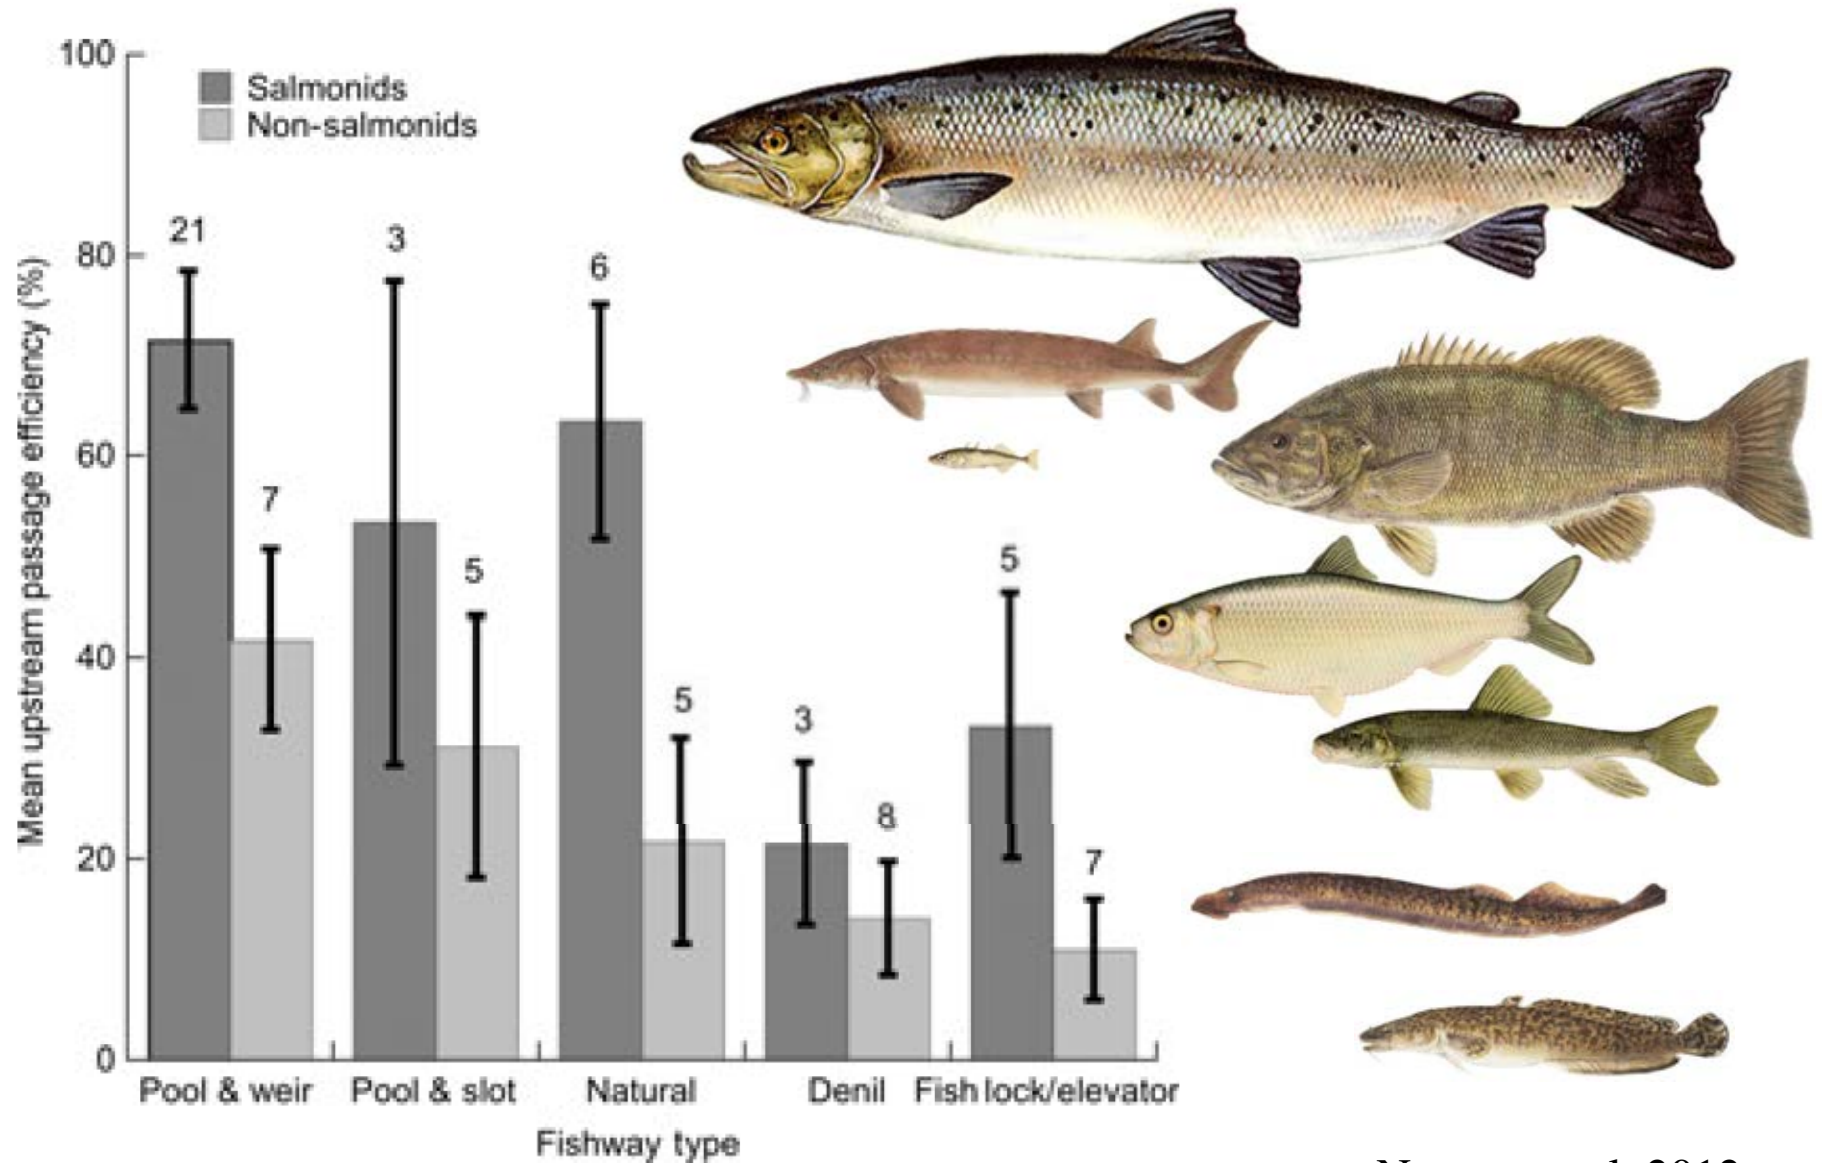 100
80
60
40
20
0
Mean upstream passage efficiency (%)
Salmonids
Non-salmonids
21
7
3
5
6
5
3
8
5
7
Pool & weir
Pool & slot
Natural
Denil
Fish lock/elevator
Fishway type